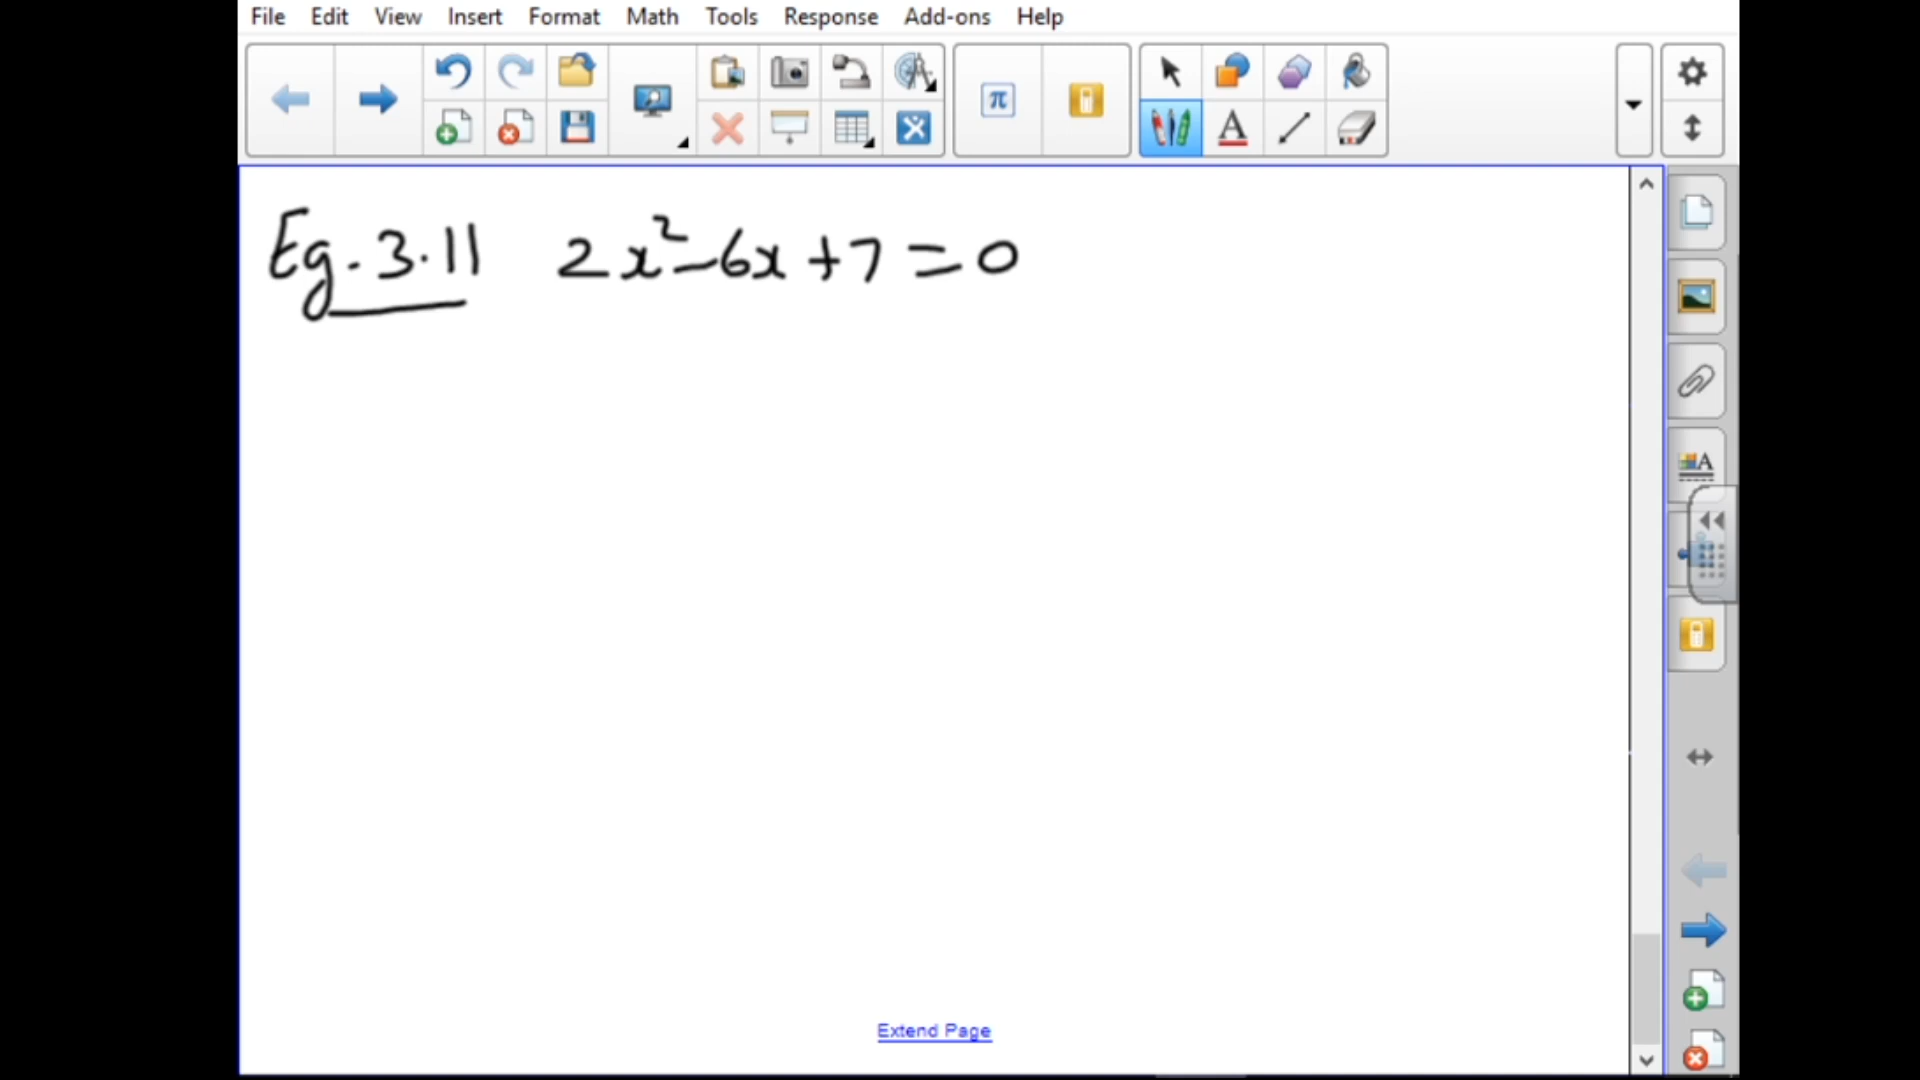 File Edit View Insert Format Math Tools Response Add-ons Help
π A
A
Eg. 3.11 2x²-6x+7=0
Extend Page